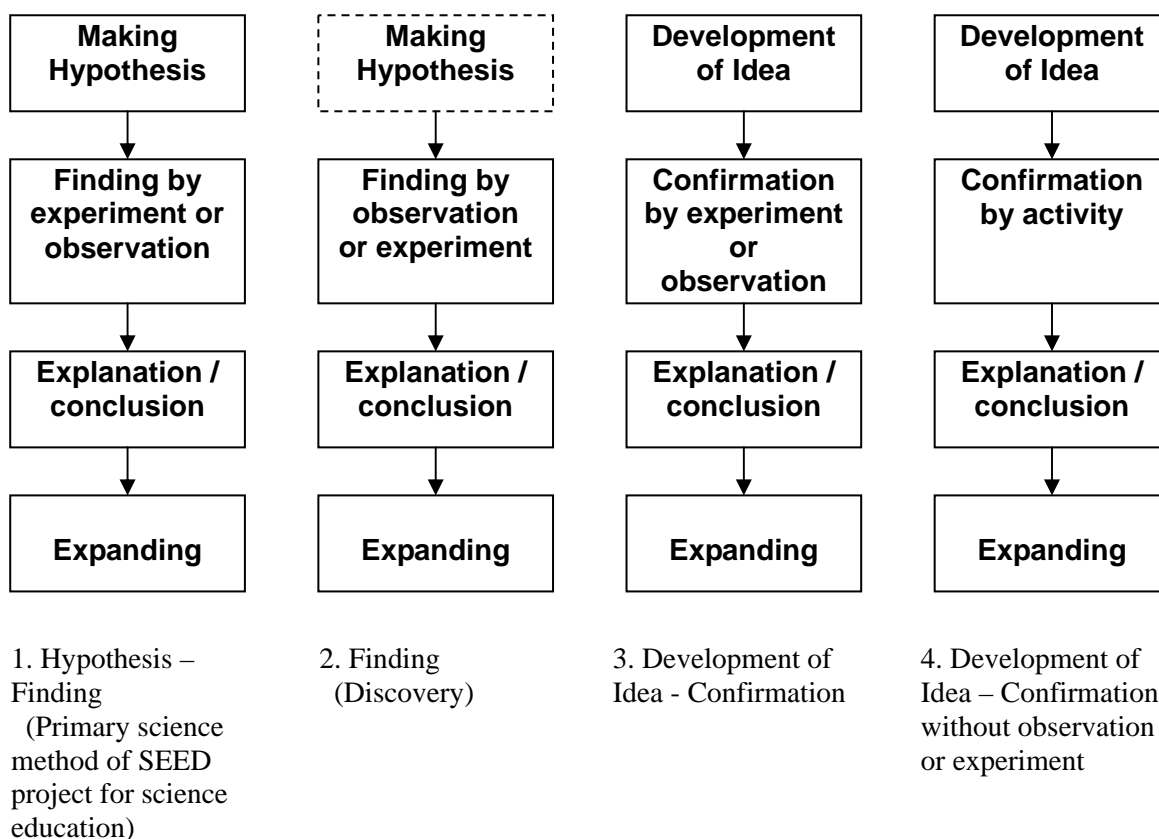 Making
Hypothesis
Finding by
experiment or
observation
Explanation /
conclusion
Expanding
1. Hypothesis –
Finding
(Primary science
method of SEED
project for science
education)
Making
Hypothesis
Finding by
observation
or experiment
Explanation /
conclusion
Expanding
2. Finding
(Discovery)
Development
of Idea
Confirmation
by experiment
or
observation
Explanation /
conclusion
Expanding
3. Development of
Idea - Confirmation
Development
of Idea
Confirmation
by activity
Explanation /
conclusion
Expanding
4. Development of
Idea – Confirmation
without observation
or experiment